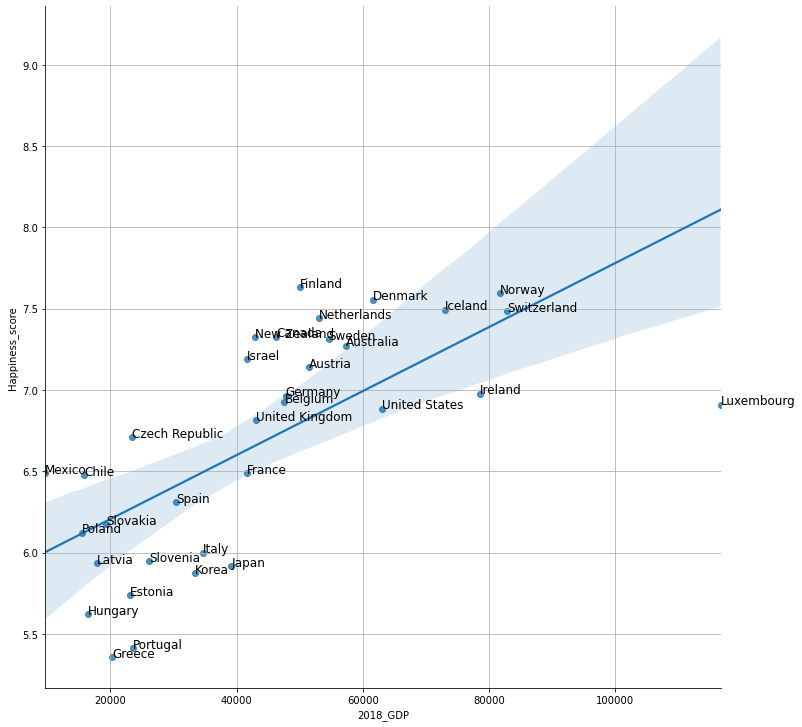 9.0
8.5
8.0
7.5
7.0
6.5
6.0
5.5
Happiness_score
Finland
Norway
Denmark
Iceland
Switzerland
Netherlands
New Zealand
Canada
Sweden
Australia
Israel
Austria
Germany
Belgium
Ireland
United States
Luxembourg
United Kingdom
Czech Republic
Mexico
Chile
France
Spain
Slovakia
Poland
Italy
Latvia
Slovenia
Japan
Korea
Estonia
Hungary
Portugal
Greece
20000
40000
60000
80000
100000
2018_GDP